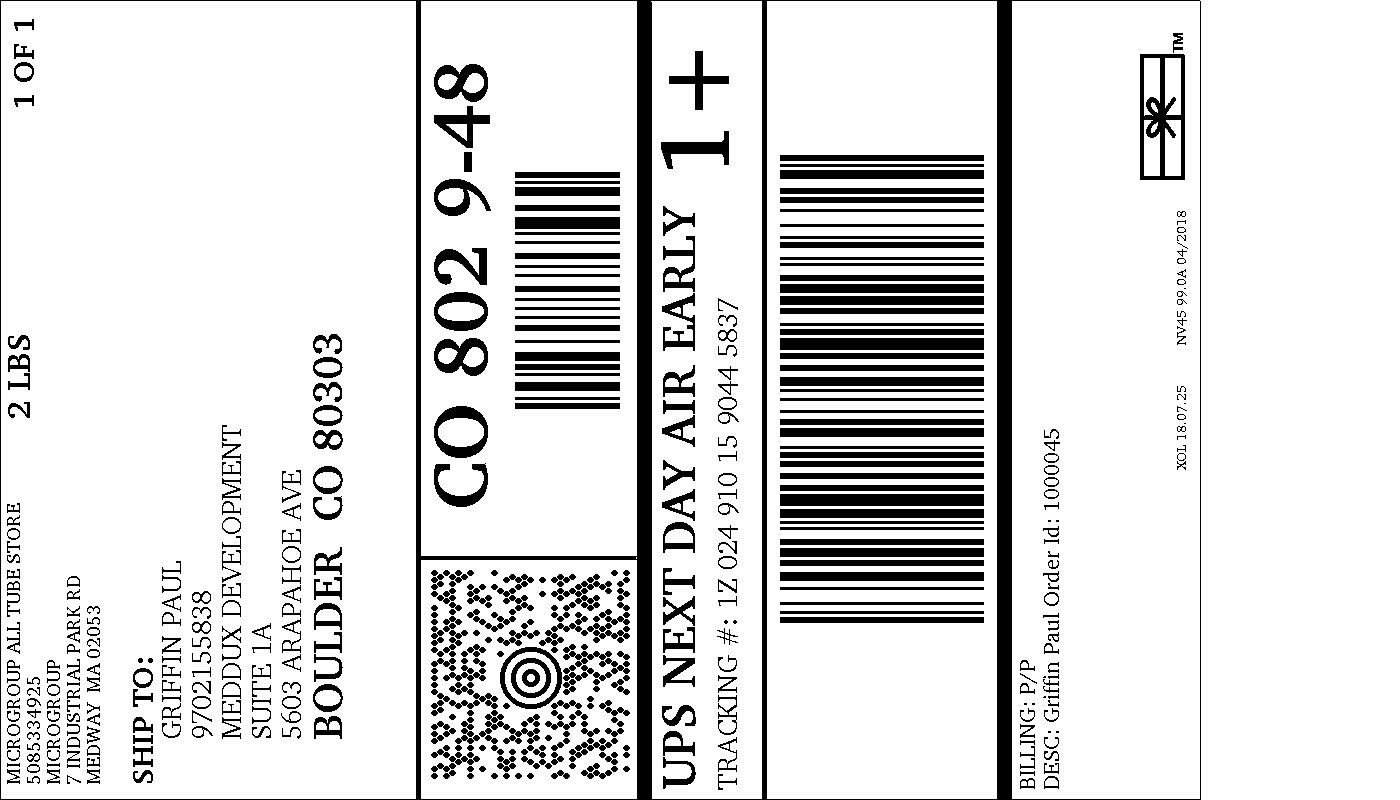 MICROGROUP ALL TUBE STORE 2 LBS 1 OF 1
5085334925
MICROGROUP
7 INDUSTRIAL PARK RD
MEDWAY MA 02053
SHIP TO:
GRIFFIN PAUL
9702155838
MEDDUX DEVELOPMENT
SUITE 1A
5603 ARAPAHOE AVE
BOULDER CO 80303
CO 802 9-48
UPS NEXT DAY AIR EARLY 1+
TRACKING #: 1Z 024 910 15 9044 5837
BILLING: P/P
DESC: Griffin Paul Order Id: 1000045
XOL 18.07.25 NV45 99.0A 04/2018
TM